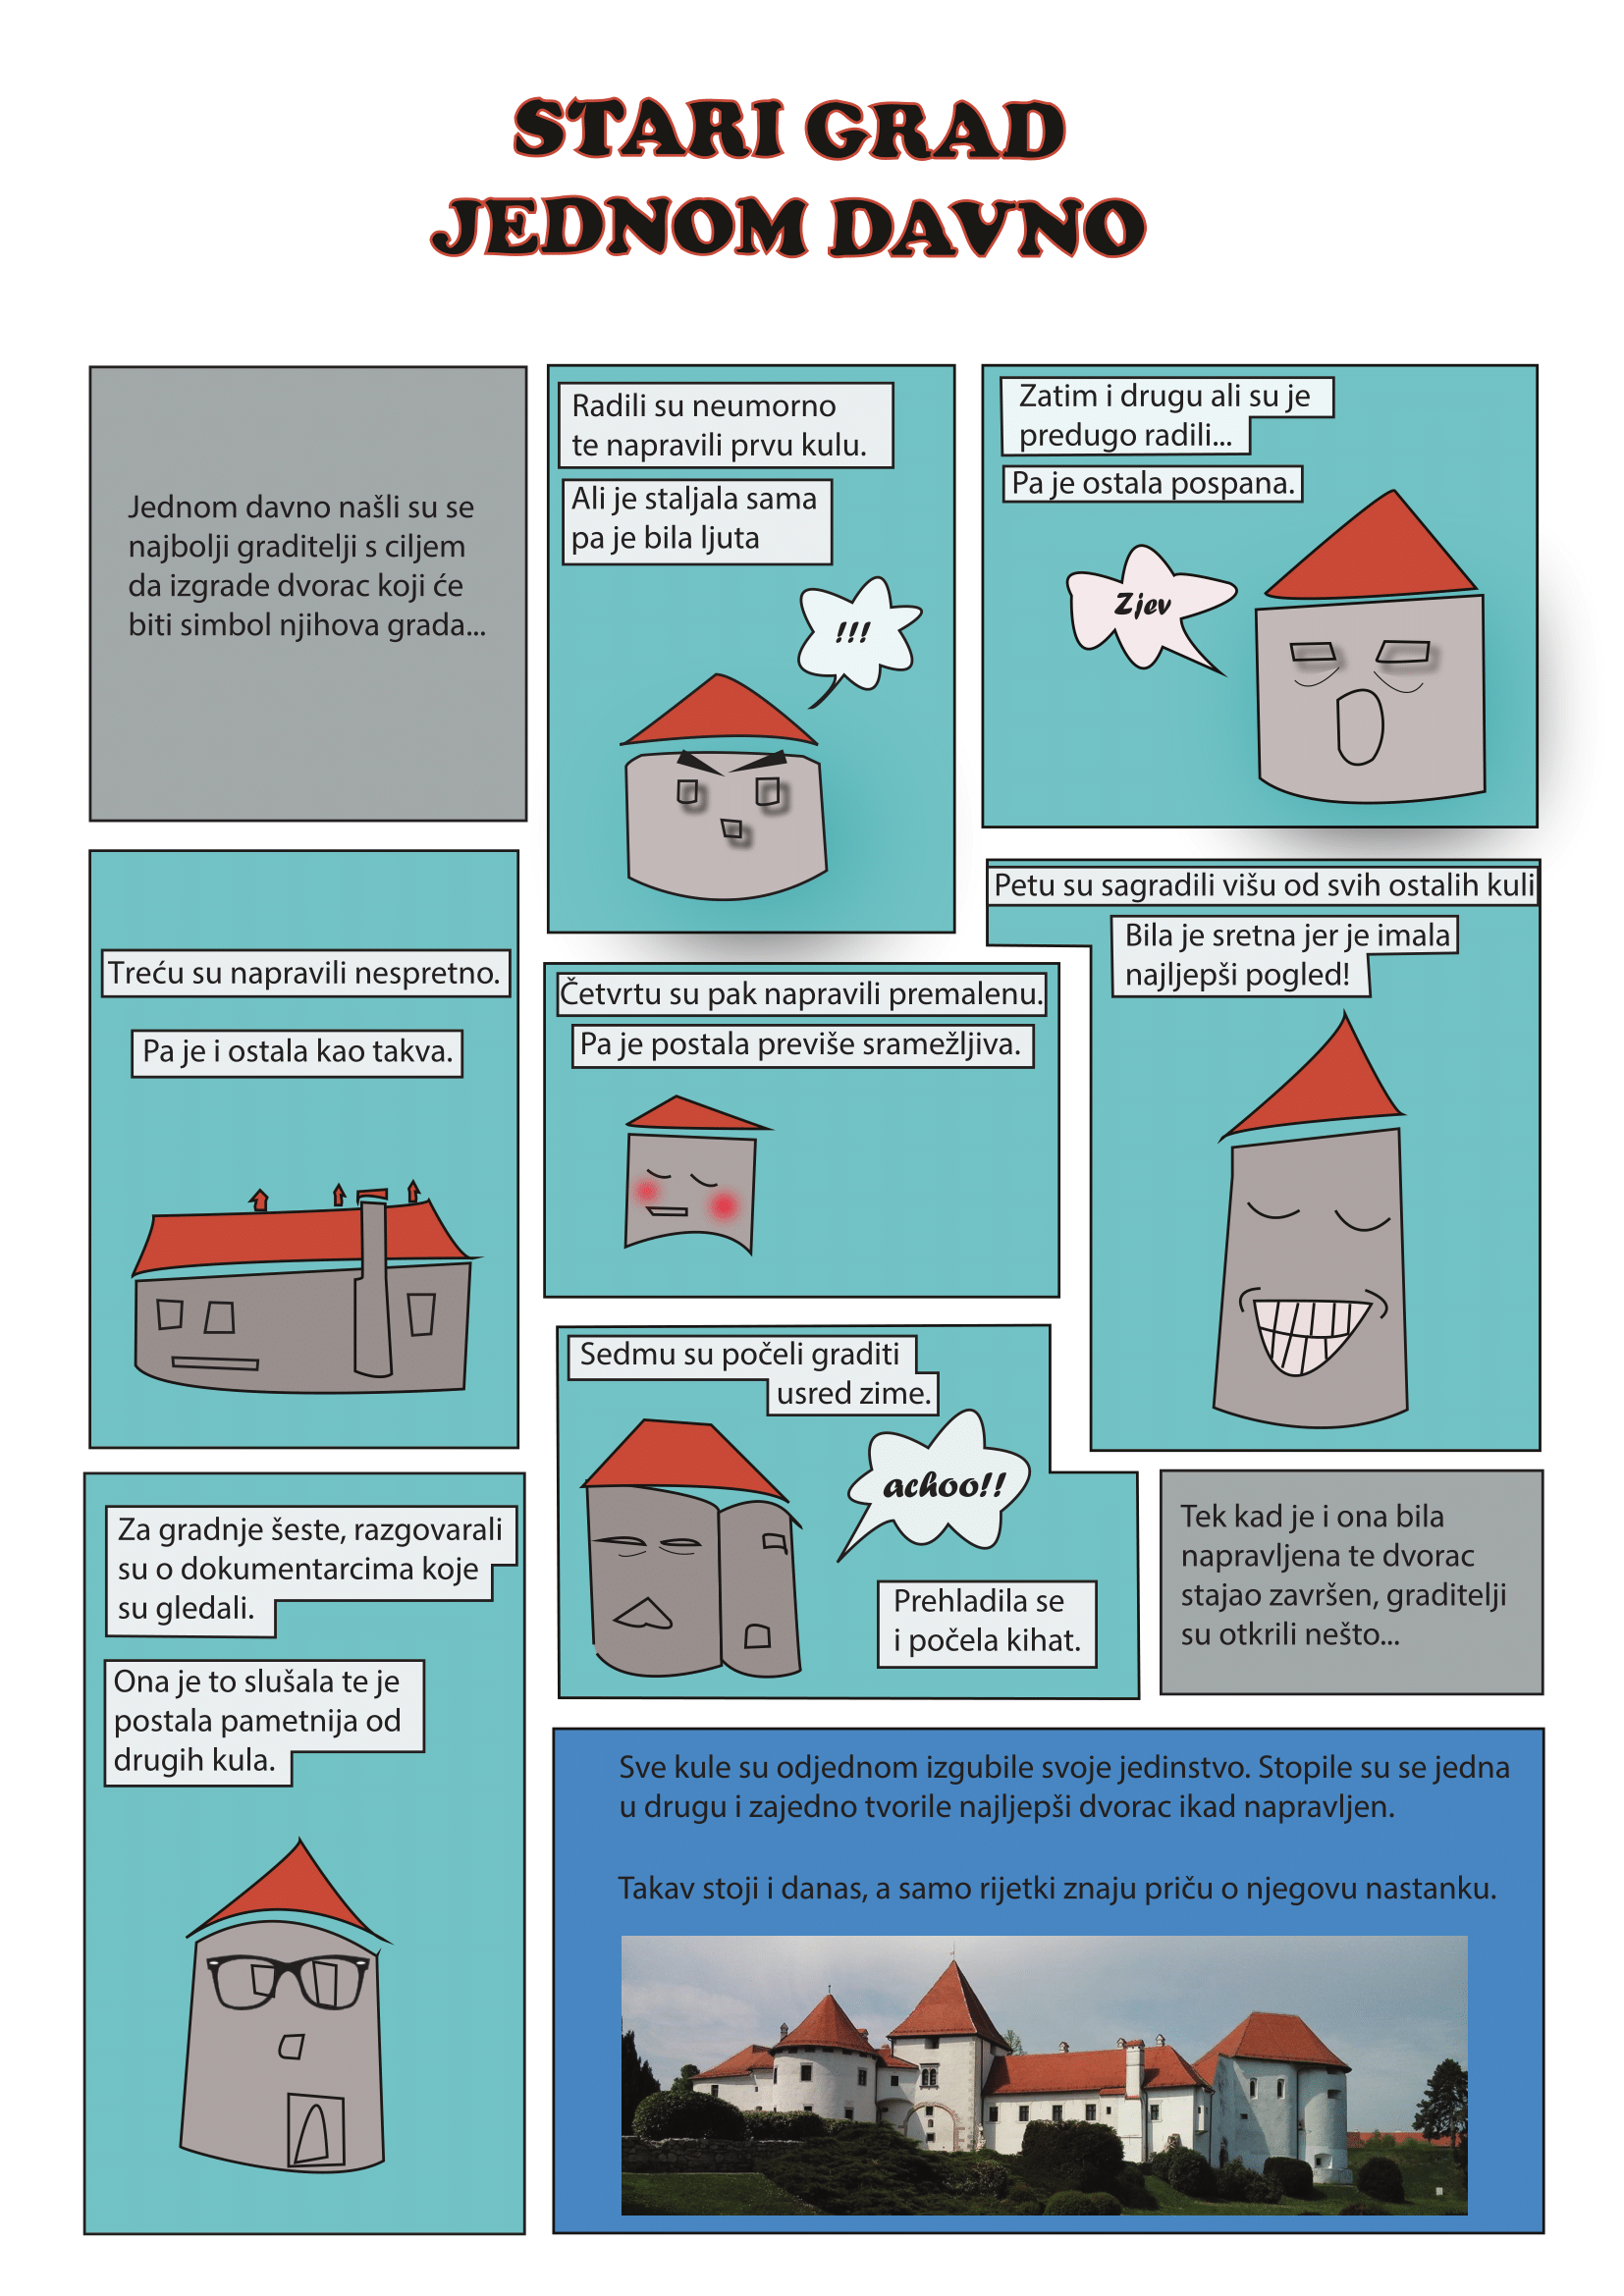 STARI GRAD
JEDNOM DAVNO
Jednom davno našli su se
najbolji graditelji s ciljem
da izgrade dvorac koji će
biti simbol njihova grada...
Radili su neumorno
te napravili prvu kulu.
Ali je staljala sama
pa je bila ljuta
!!!
Zatim i drugu ali su je
predugo radili...
Pa je ostala pospana.
Zjev
Treću su napravili nespretno.
Pa je i ostala kao takva.
Četvrtu su pak napravili premalenu.
Pa je postala previše sramežljiva.
Petu su sagradili višu od svih ostalih kuli
Bila je sretna jer je imala
najljepši pogled!
Za gradnje šeste, razgovarali
su o dokumentarcima koje
su gledali.
Ona je to slušala te je
postala pametnija od
drugih kula.
Sedmu su počeli graditi
usred zime.
achoo!!
Prehladila se
i počela kihat.
Tek kad je i ona bila
napravljena te dvorac
stajao završen, graditelji
su otkrili nešto...
Sve kule su odjednom izgubile svoje jedinstvo. Stopile su se jedna
u drugu i zajedno tvorile najljepši dvorac ikad napravljen.
Takav stoji i danas, a samo rijetki znaju priču o njegovu nastanku.